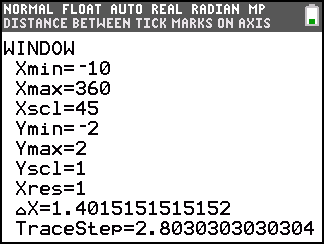 NORMAL FLOAT AUTO REAL RADIAN MP
DISTANCE BETWEEN TICK MARKS ON AXIS
WINDOW
Xmin=-10
Xmax=360
Xscl=45
Ymin=-2
Ymax=2
Yscl=1
Xres=1
△X=1.4015151515152
TraceStep=2.8030303030304